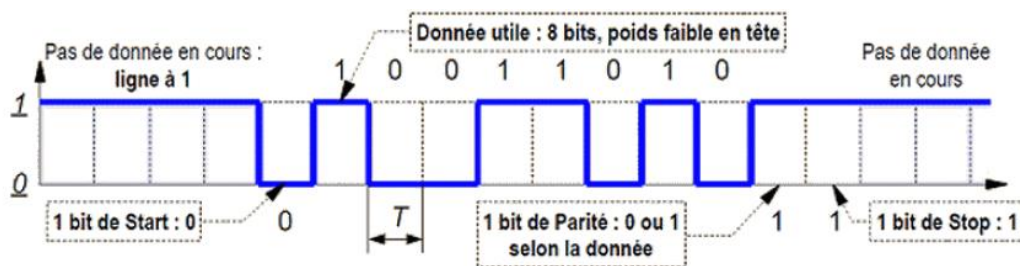 Donnée utile : 8 bits, poids faible en tête
Pas de donnée en cours :
ligne à 1
Pas de donnée
en cours
1 0 0 1 1 0 1 0
1
0
1 bit de Start : 0
0
T
1 bit de Parité : 0 ou 1
selon la donnée
1
1
1 bit de Stop : 1